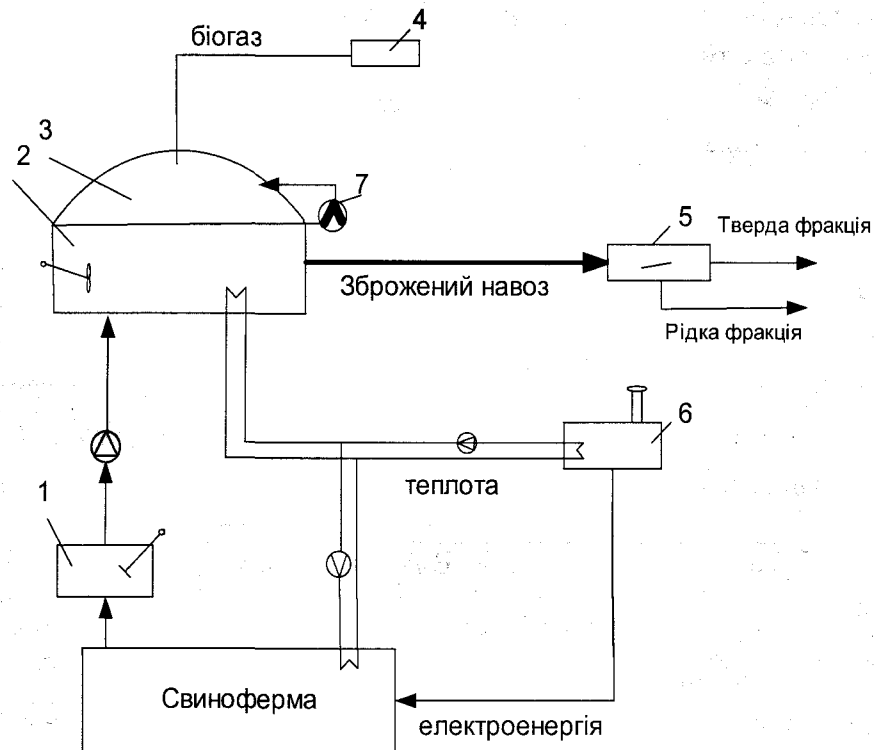 біогаз
4
3
2
7
5
Тверда фракція
Зброжений навоз
Рідка фракція
6
теплота
1
Свиноферма
електроенергія